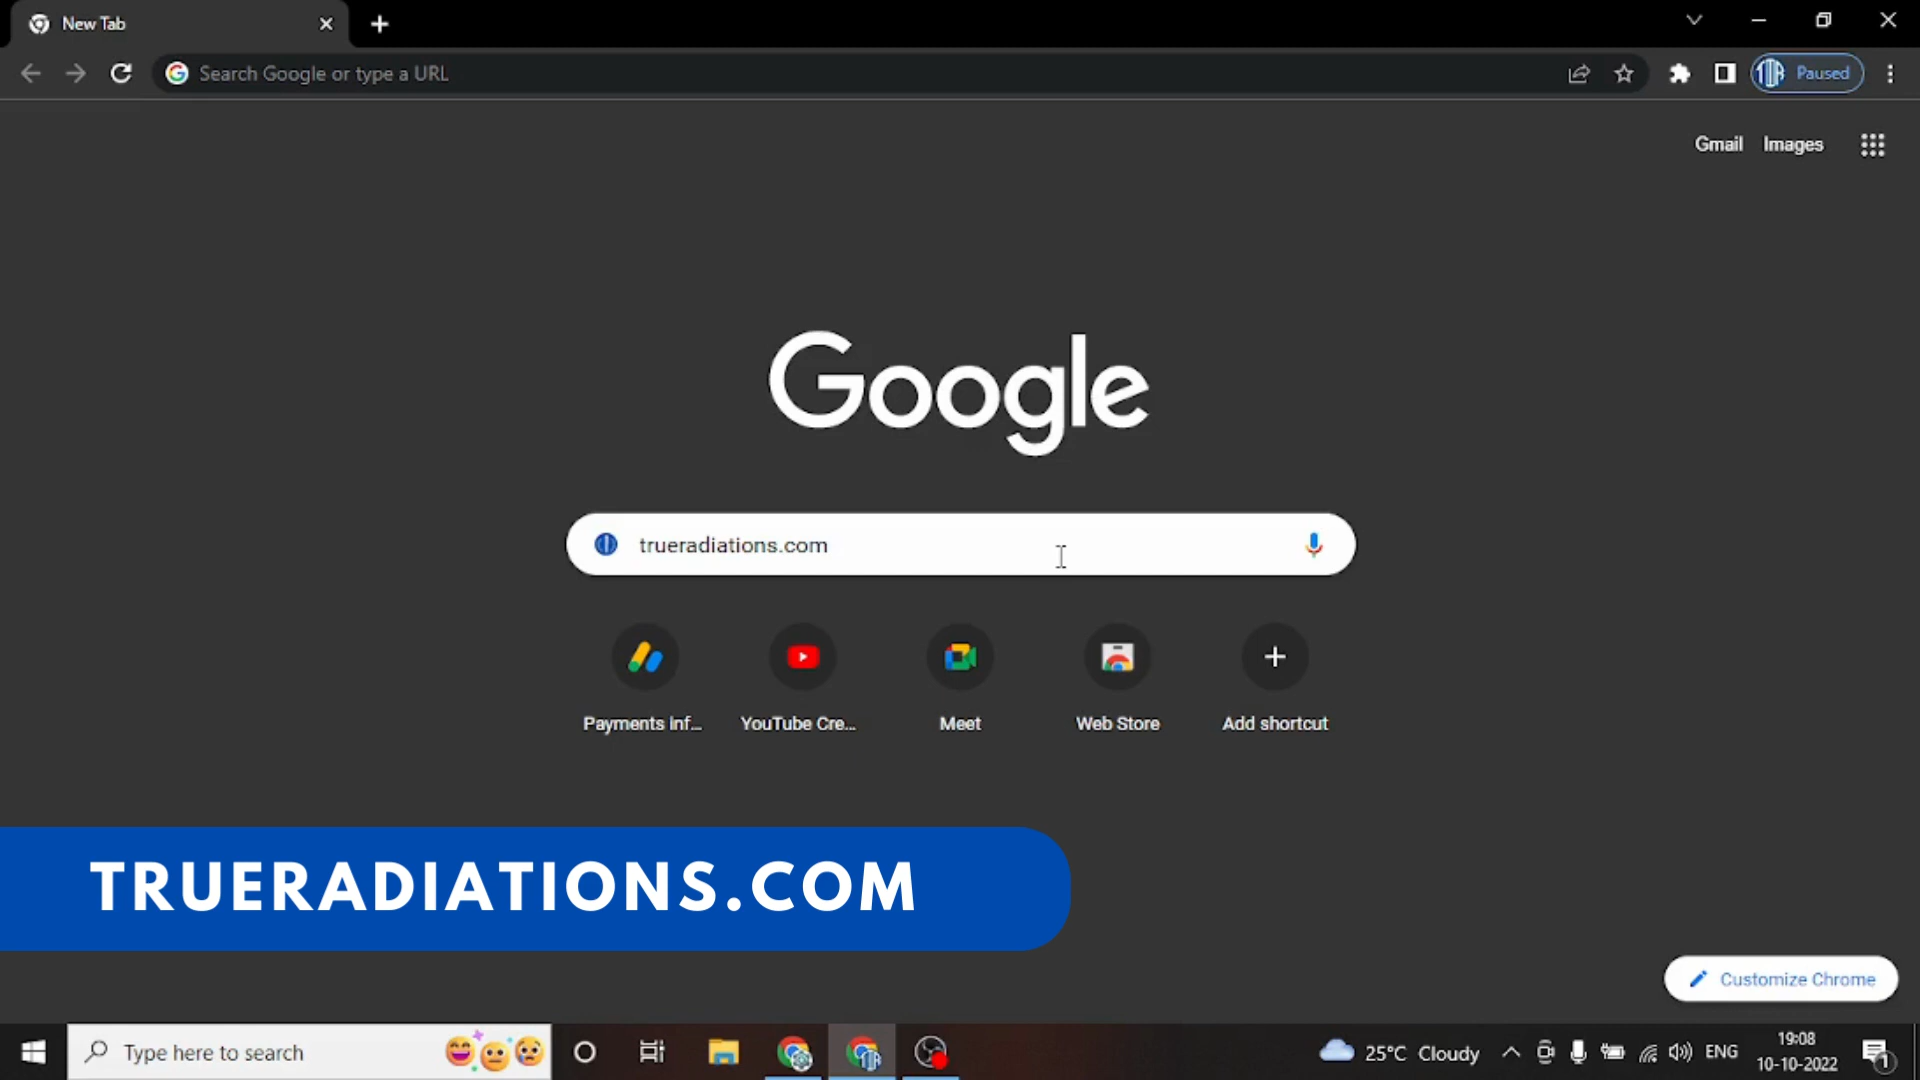 New Tab
Search Google or type a URL
Paused
Gmail Images
Google
trueradiations.com
Payments Inf...
YouTube Cre...
Meet
Web Store
Add shortcut
TRUERADIATIONS.COM
Customize Chrome
Type here to search
25°C Cloudy
ENG
19:08
10-10-2022
1